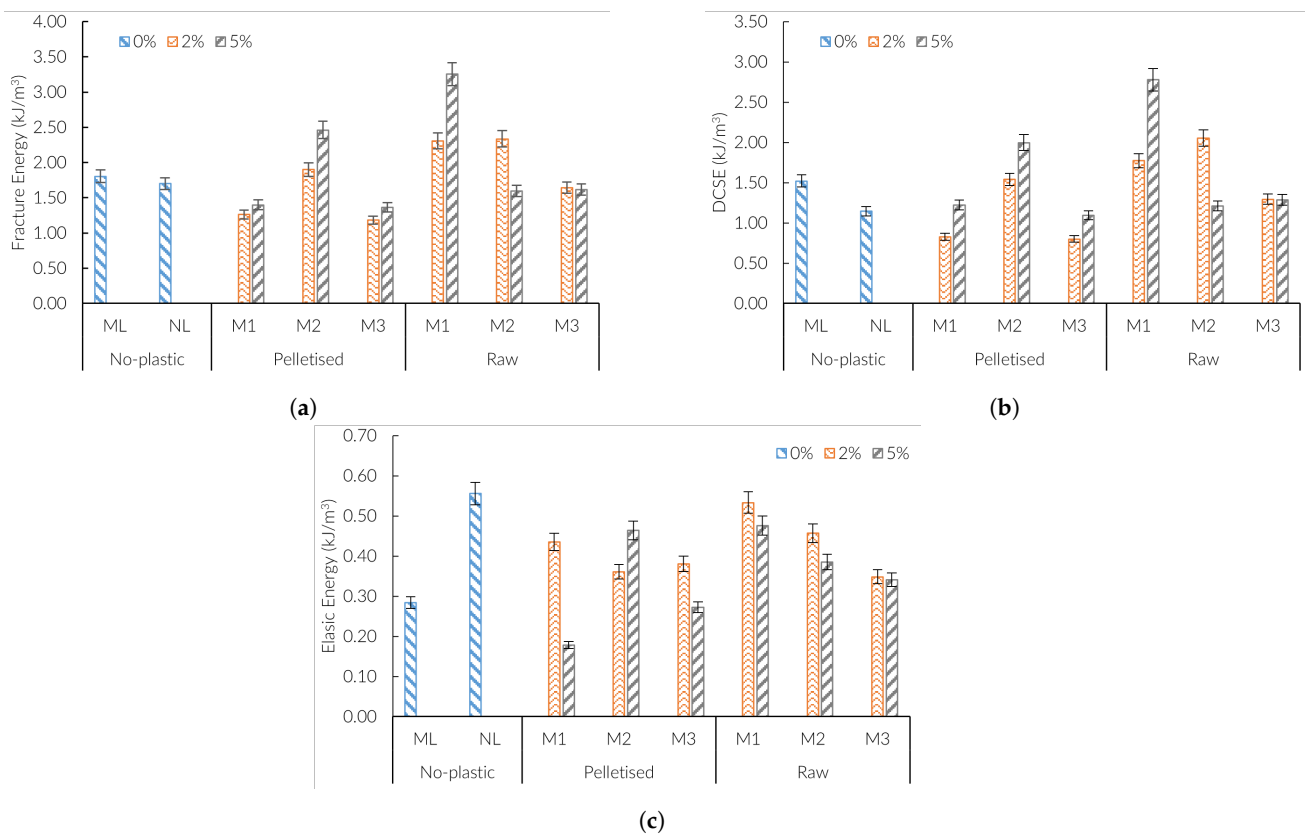 4.00
3.50
3.00
2.50
2.00
1.50
1.00
0.50
0.00
Fracture Energy (kJ/m³)
0% 2% 5%
ML NL M1 M2 M3 M1 M2 M3
No-plastic Pelletised Raw
(a)
3.50
3.00
2.50
2.00
1.50
1.00
0.50
0.00
DCSE (kJ/m³)
0% 2% 5%
ML NL M1 M2 M3 M1 M2 M3
No-plastic Pelletised Raw
(b)
0.70
0.60
0.50
0.40
0.30
0.20
0.10
0.00
Elasic Energy (kJ/m³)
0% 2% 5%
ML NL M1 M2 M3 M1 M2 M3
No-plastic Pelletised Raw
(c)